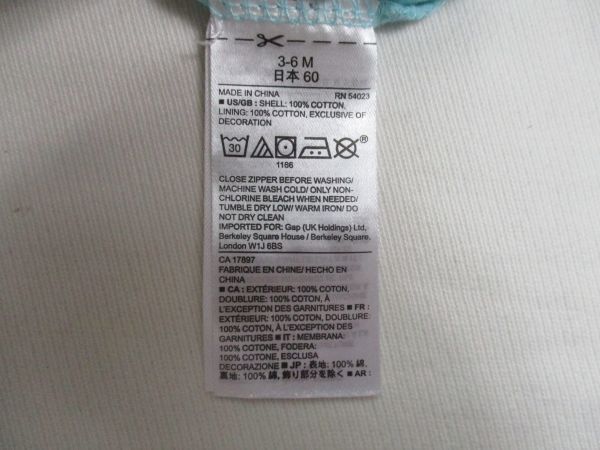 3-6 M
日本 60
MADE IN CHINA RN 54023
■ US/GB : SHELL: 100% COTTON,
LINING: 100% COTTON, EXCLUSIVE OF
DECORATION
30 ®
1166
CLOSE ZIPPER BEFORE WASHING/
MACHINE WASH COLD/ ONLY NON-
CHLORINE BLEACH WHEN NEEDED/
TUMBLE DRY LOW/ WARM IRON/ DO
NOT DRY CLEAN
IMPORTED FOR: Gap (UK Holdings) Ltd.
Berkeley Square House / Berkeley Square,
London W1J 6BS
CA 17897
FABRIQUE EN CHINE/ HECHO EN
CHINA
■ CA : EXTÉRIEUR: 100% COTON,
DOUBLURE: 100% COTON, À
L'EXCEPTION DES GARNITURES ■ FR :
EXTÉRIEUR: 100% COTON, DOUBLURE:
100% COTON, À L'EXCEPTION DES
GARNITURES ■ IT : MEMBRANA:
100% COTONE, FODERA:
100% COTONE, ESCLUSA
DECORAZIONE ■ JP : 表地: 100% 綿,
裏地: 100% 綿, 飾り部分を除く ■ AR :